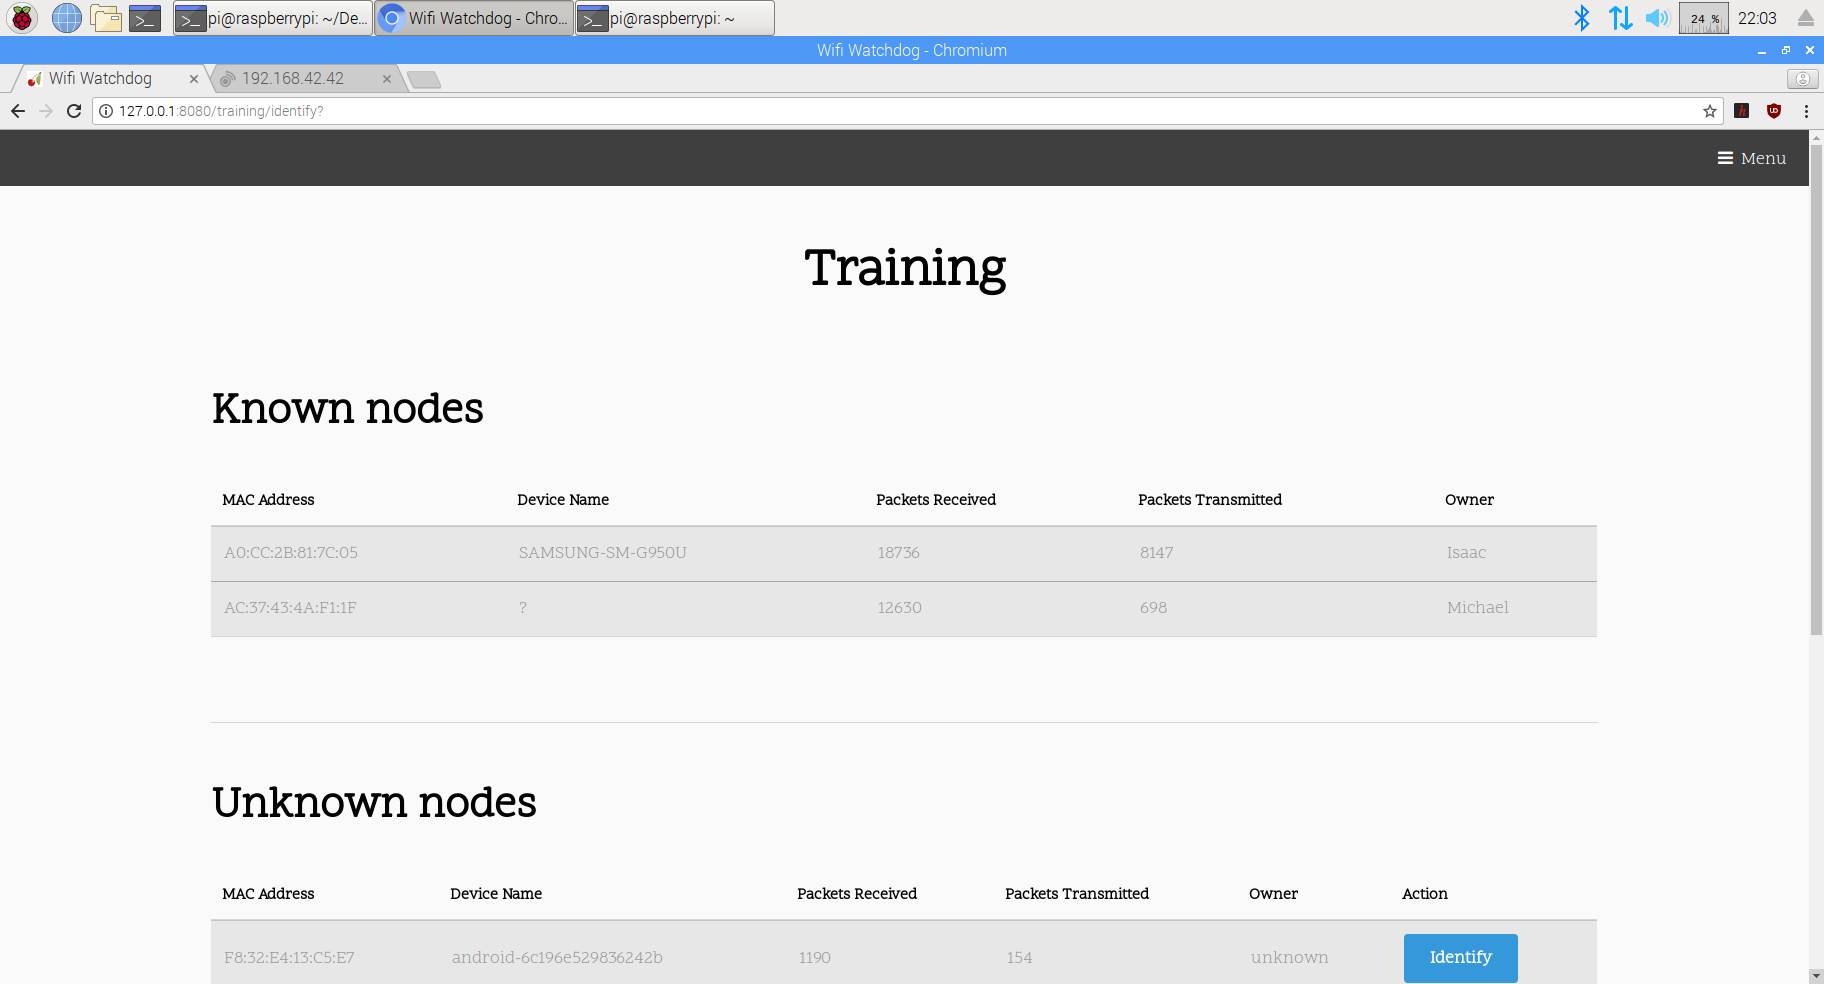 pi@raspberrypi: ~/De... Wifi Watchdog - Chro... pi@raspberrypi: ~ 24 % 22:03
Wifi Watchdog - Chromium
Wifi Watchdog 192.168.42.42
127.0.0.1:8080/training/identify?
Menu
Training
Known nodes
MAC Address Device Name Packets Received Packets Transmitted Owner
A0:CC:2B:81:7C:05 SAMSUNG-SM-G950U 18736 8147 Isaac
AC:37:43:4A:F1:1F ? 12630 698 Michael
Unknown nodes
MAC Address Device Name Packets Received Packets Transmitted Owner Action
F8:32:E4:13:C5:E7 android-6c196e529836242b 1190 154 unknown Identify